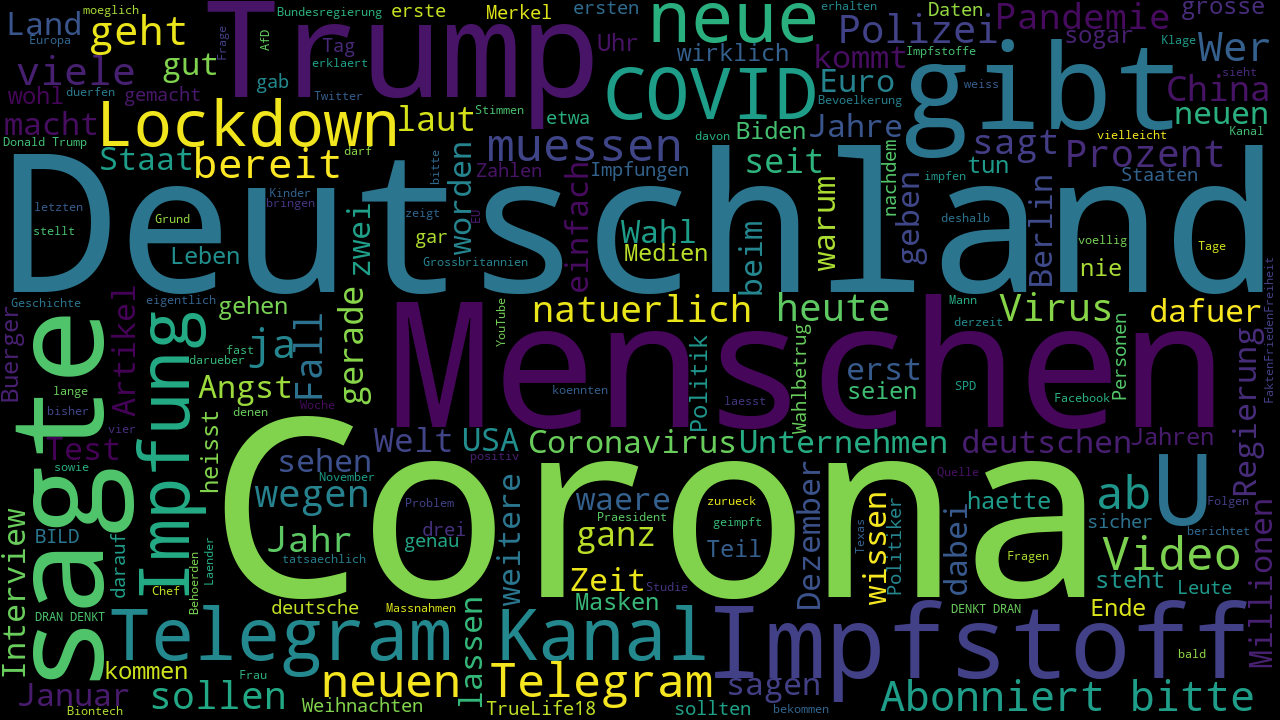 moeglich
Bundesregierung
erste
Merkel
ersten
erhalten
Daten
Pandemie
grosse
Land
Europa
geht
Frage
AfD
Trump
Tag
Uhr
neue
wirklich
Polizei
sogar
Klage
Wer
viele
gut
erklaert
kommt
Impfstoffe
sieht
wohl
duerfen
gemacht
gab
Twitter
COVID
Euro
Bevoelkerung
gibt
weiss
China
macht
Lockdown
laut
Stimmen
etwa
Biden
Jahre
neuen
Donald Trump
Staat
bereit
darf
bitte
muessen
davon
seit
sagt
vielleicht
Kanal
Prozent
Zahlen
Impfungen
nachdem
impfen
tun
Staaten
Deutschland
letzten
Kinder
bringen
Grund
zeigt
EU
worden
einfach
stellt
zwei
gar
Wahl
Medien
beim
warum
geben
deshalb
Berlin
voellig
Tage
Leben
Grossbritannien
nie
Geschichte
eigentlich
gehen
YouTube
natuerlich
heute
Mann
Virus
dafuer
derzeit
Buerger
sagte
Artikel
Impfung
ja
Fall
gerade
Menschen
Politik
Wahlbetrug
erst
Personen
Regierung
FaktenFriedenFreiheit
darueber
fast
Angst
koennten
laesst
seien
SPD
Facebook
lange
bisher
denen
Woche
vier
Test
heisst
Welt
USA
Coronavirus
Unternehmen
deutschen
Jahren
sowie
sehen
November
positiv
Quelle
wegen
Corona
Problem
weitere
waere
zurueck
Dezember
wissen
haette
ab
U
Folgen
Interview
BILD
darauf
Jahr
drei
genau
Praesident
ganz
geimpft
Teil
Texas
Politiker
dabei
Fragen
sicher
berichtet
Video
Millionen
tatsaechlich
Laender
Behoerden
Chef
Zeit
Studie
steht
Leute
DRAN DENKT
deutsche
Massnahmen
Masken
DENKT DRAN
Ende
Telegram
Kanal
Impfstoff
lassen
bald
kommen
Frau
neuen
Telegram
sagen
Januar
Biontech
sollen
Weihnachten
TrueLife18
sollten
bekommen
Abonniert bitte